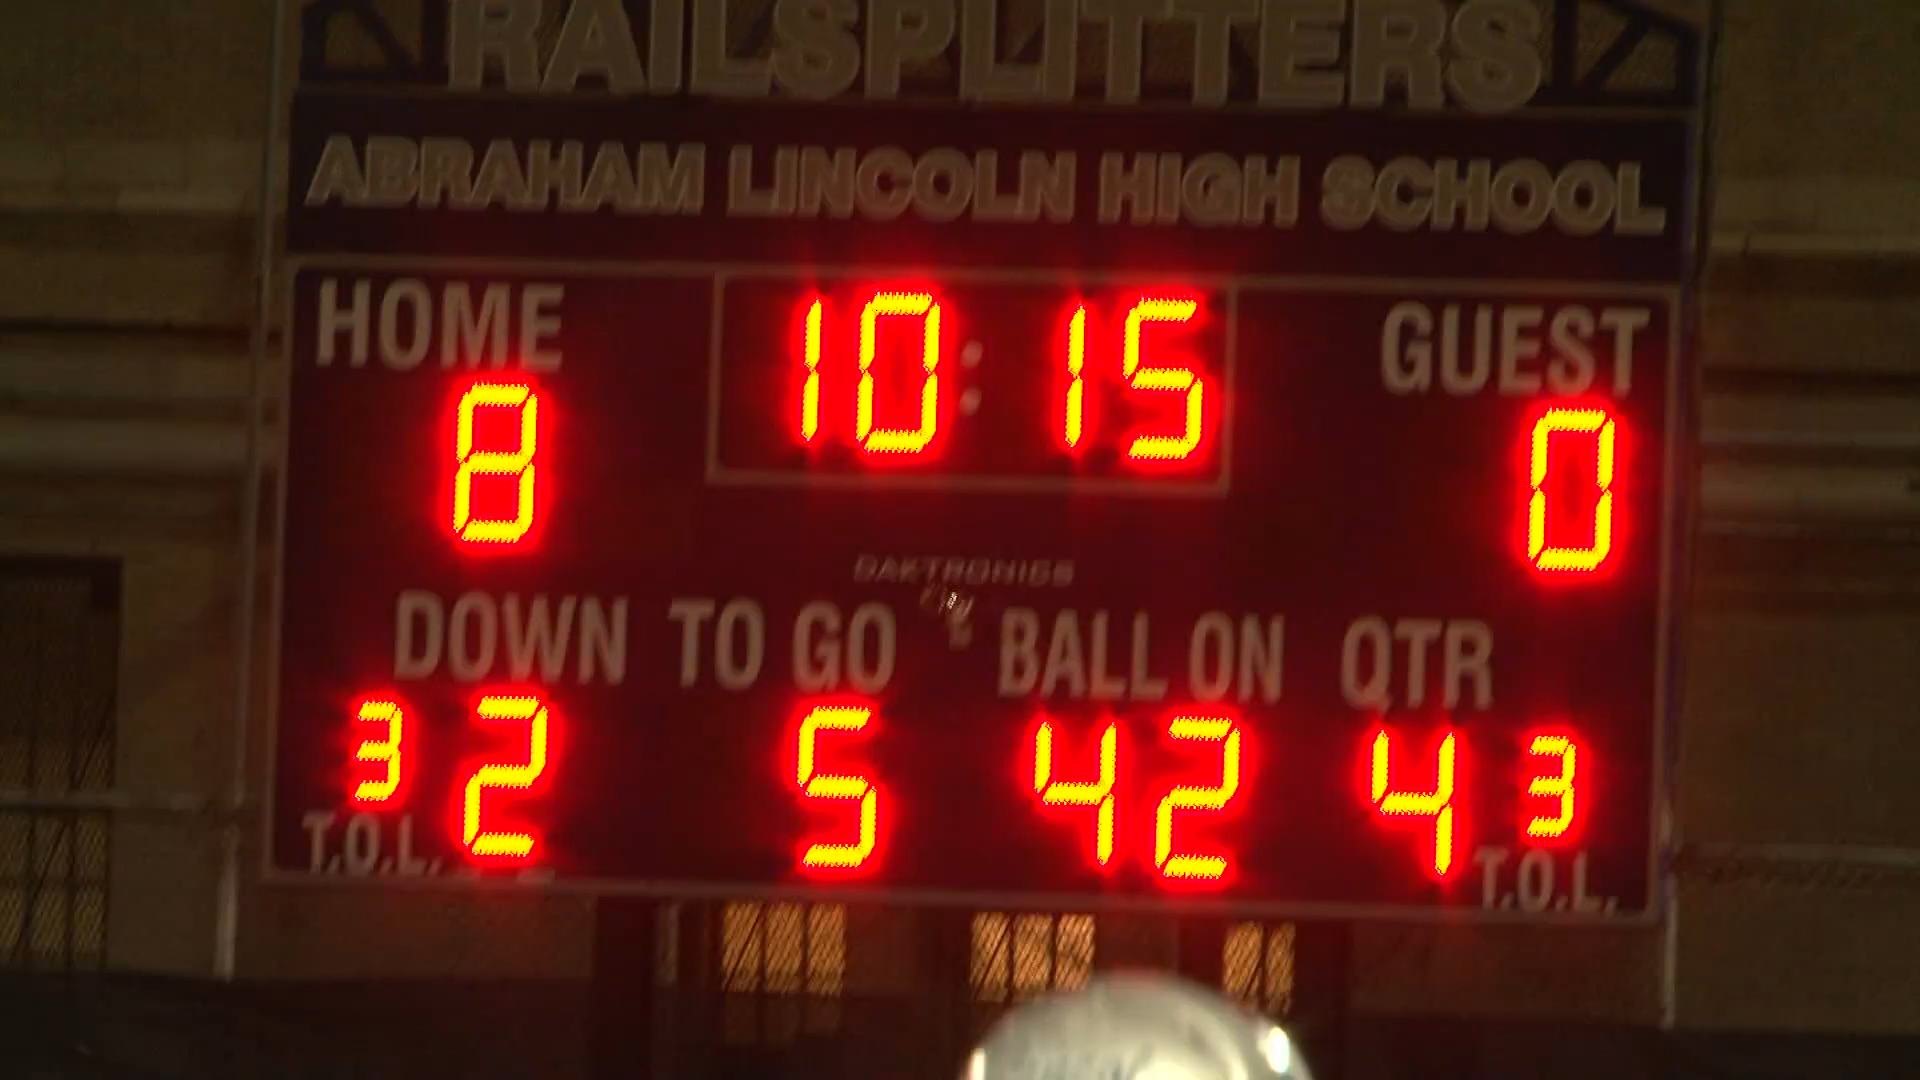 RAILSPLITTERS
ABRAHAM LINCOLN HIGH SCHOOL
HOME 10:15 GUEST
8 0
DAKTRONICS
DOWN TO GO BALL ON QTR
3 2 5 42 4 3
T.O.L. T.O.L.